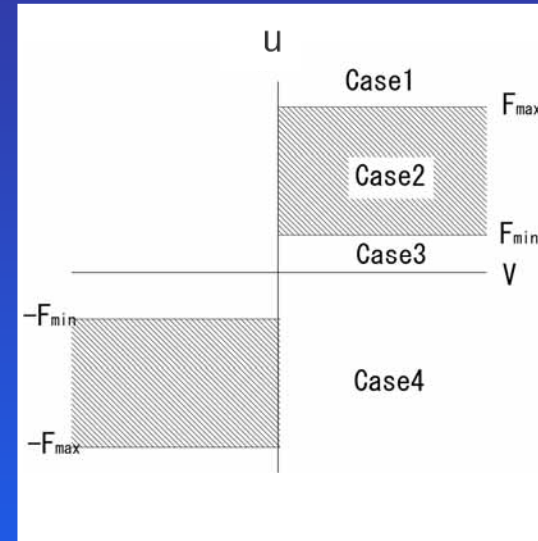 u
Case1
Fmax
Case2
Fmin
Case3
V
-Fmin
Case4
-Fmax